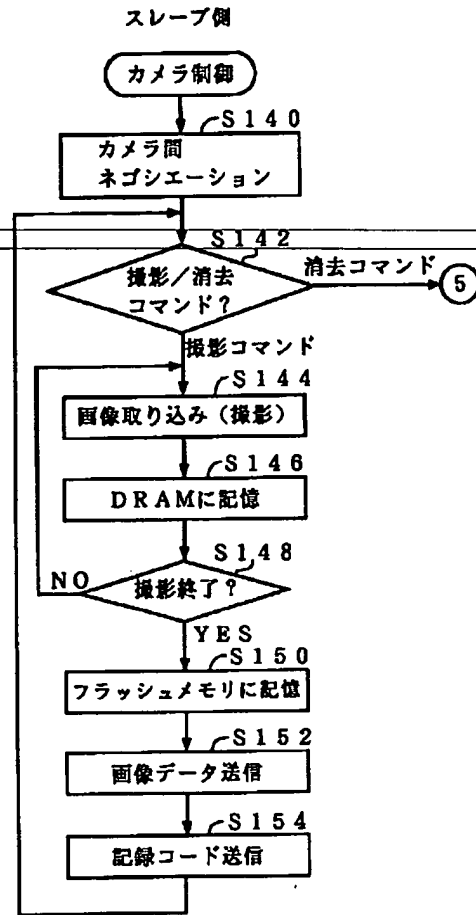 スレーブ側
カメラ制御
S140
カメラ間
ネゴシエーション
S142
撮影／消去
コマンド？
消去コマンド
5
撮影コマンド
S144
画像取り込み（撮影）
S146
DRAMに記憶
S148
撮影終了？
NO
YES
S150
フラッシュメモリに記憶
S152
画像データ送信
S154
記録コード送信